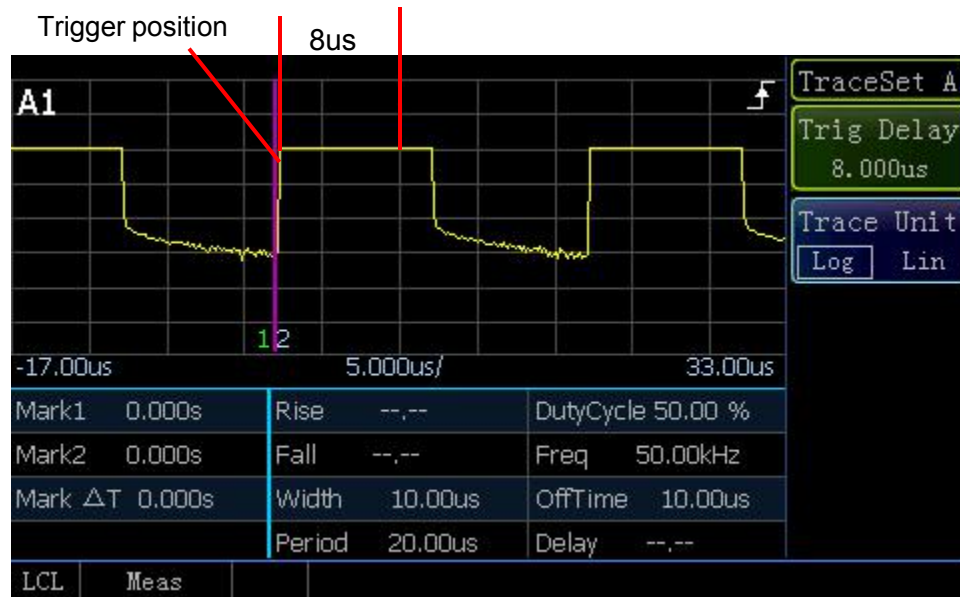 Trigger position
8us
A1
TraceSet A
Trig Delay
8.000us
Trace Unit
Log Lin
1 2
-17.00us 5.000us/ 33.00us
Mark1 0.000s Rise --.-- DutyCycle 50.00 %
Mark2 0.000s Fall --.-- Freq 50.00kHz
Mark △T 0.000s Width 10.00us OffTime 10.00us
Period 20.00us Delay --.--
LCL Meas